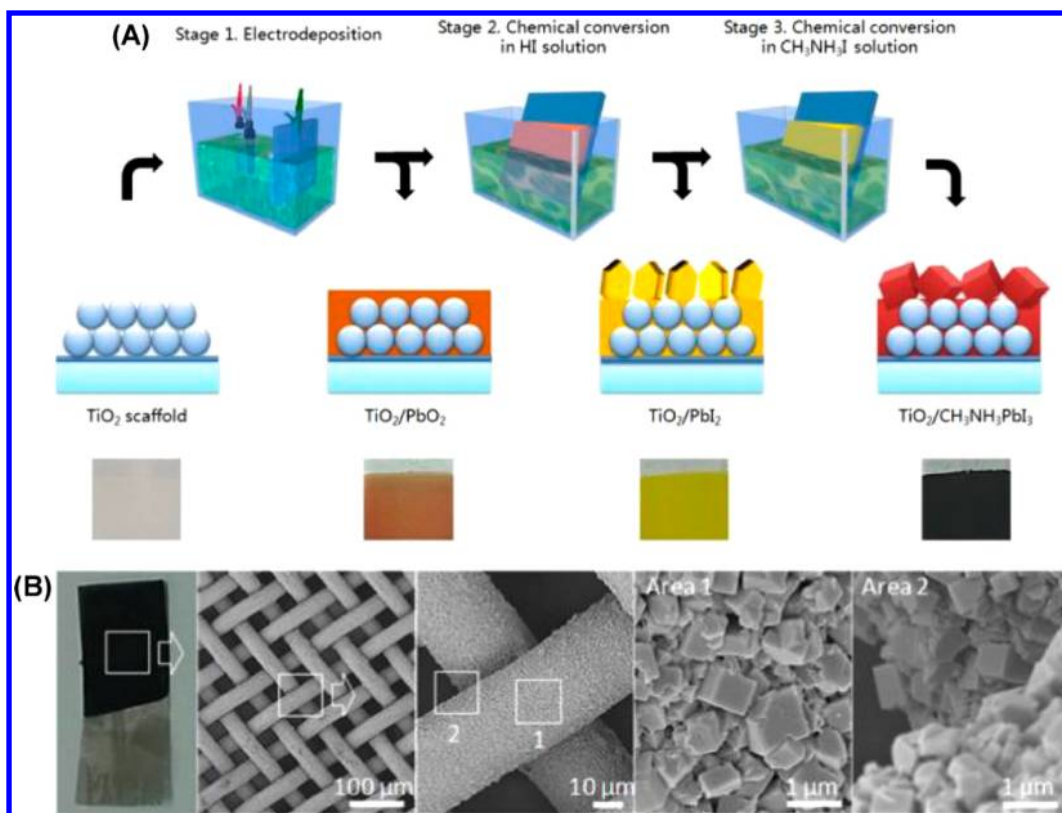 (A)
Stage 1. Electrodeposition
Stage 2. Chemical conversion
in HI solution
Stage 3. Chemical conversion
in CH₃NH₃I solution
TiO₂ scaffold
TiO₂/PbO₂
TiO₂/PbI₂
TiO₂/CH₃NH₃PbI₃
(B)
100 μm
2
1
10 μm
Area 1
1 μm
Area 2
1 μm